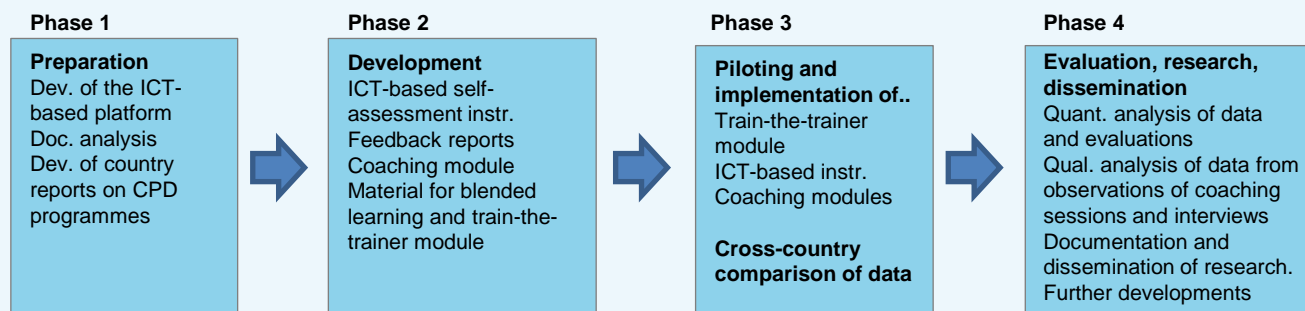 Phase 1
Preparation
Dev. of the ICT-
based platform
Doc. analysis
Dev. of country
reports on CPD
programmes
Phase 2
Development
ICT-based self-
assessment instr.
Feedback reports
Coaching module
Material for blended
learning and train-the-
trainer module
Phase 3
Piloting and
implementation of..
Train-the-trainer
module
ICT-based instr.
Coaching modules
Cross-country
comparison of data
Phase 4
Evaluation, research,
dissemination
Quant. analysis of data
and evaluations
Qual. analysis of data from
observations of coaching
sessions and interviews
Documentation and
dissemination of research.
Further developments